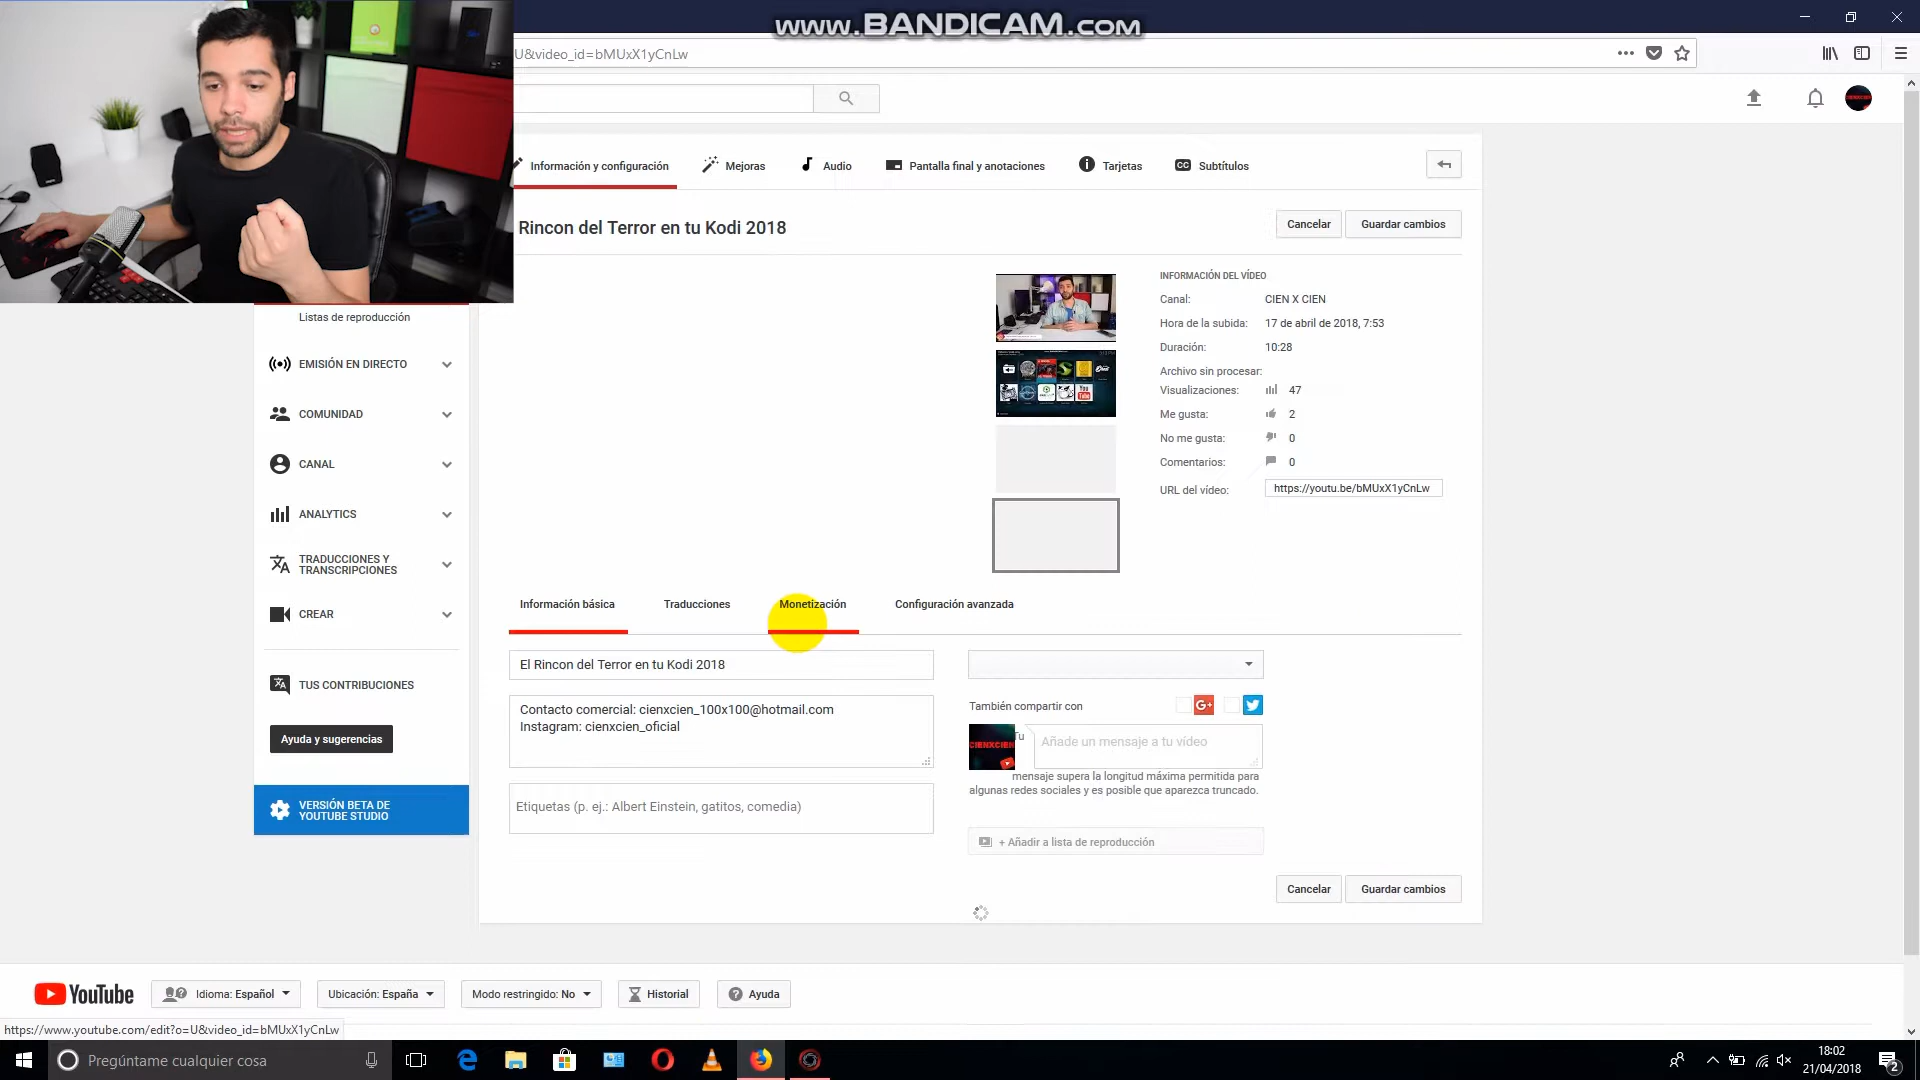 www.BANDICAM.com
U&video_id=bMUxX1yCnLw
Información y configuración
Mejoras
Audio
Pantalla final y anotaciones
Tarjetas
CC Subtítulos
Rincon del Terror en tu Kodi 2018
Cancelar
Guardar cambios
INFORMACIÓN DEL VÍDEO
Canal: CIEN X CIEN
Hora de la subida: 17 de abril de 2018, 7:53
Duración: 10:28
Archivo sin procesar:
Visualizaciones: 47
Me gusta: 2
No me gusta: 0
Comentarios: 0
URL del vídeo: https://youtu.be/bMUxX1yCnLw
Listas de reproducción
EMISIÓN EN DIRECTO
COMUNIDAD
CANAL
ANALYTICS
TRADUCCIONES Y
TRANSCRIPCIONES
CREAR
TUS CONTRIBUCIONES
Ayuda y sugerencias
VERSIÓN BETA DE
YOUTUBE STUDIO
Información básica
Traducciones
Monetización
Configuración avanzada
El Rincon del Terror en tu Kodi 2018
Contacto comercial: cienxcien_100x100@hotmail.com
Instagram: cienxcien_oficial
Etiquetas (p. ej.: Albert Einstein, gatitos, comedia)
También compartir con
G+
CIENXCIEN
Tu
Añade un mensaje a tu vídeo
mensaje supera la longitud máxima permitida para
algunas redes sociales y es posible que aparezca truncado.
+ Añadir a lista de reproducción
Cancelar
Guardar cambios
YouTube
Idioma: Español
Ubicación: España
Modo restringido: No
Historial
Ayuda
https://www.youtube.com/edit?o=U&video_id=bMUxX1yCnLw
Pregúntame cualquier cosa
18:02
21/04/2018
2